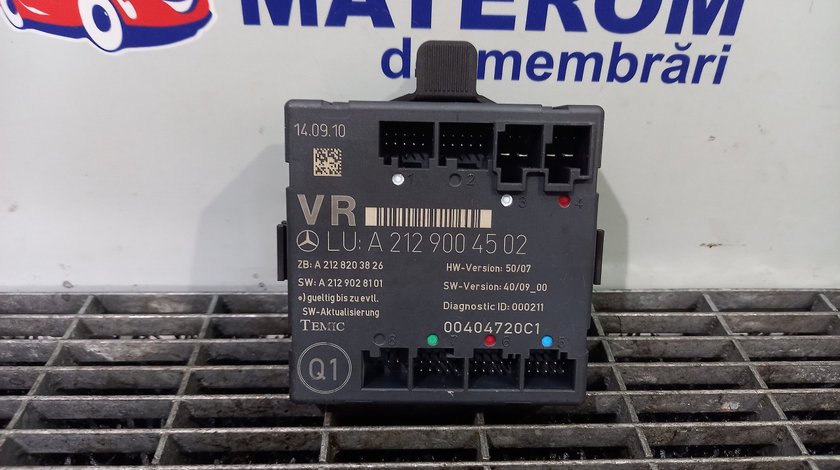 MATEROM
dezmembrări
14.09.10
1 2 3 4
VR
LU: A 212 900 45 02
ZB: A 212 820 38 26
HW-Version: 50/07
SW: A 212 902 81 01
SW-Version: 40/09_00
*) gueltig bis zu evtl.
Diagnostic ID: 000211
SW-Aktualisierung
TEMIC
00404720C1
8 7 6 5
Q1